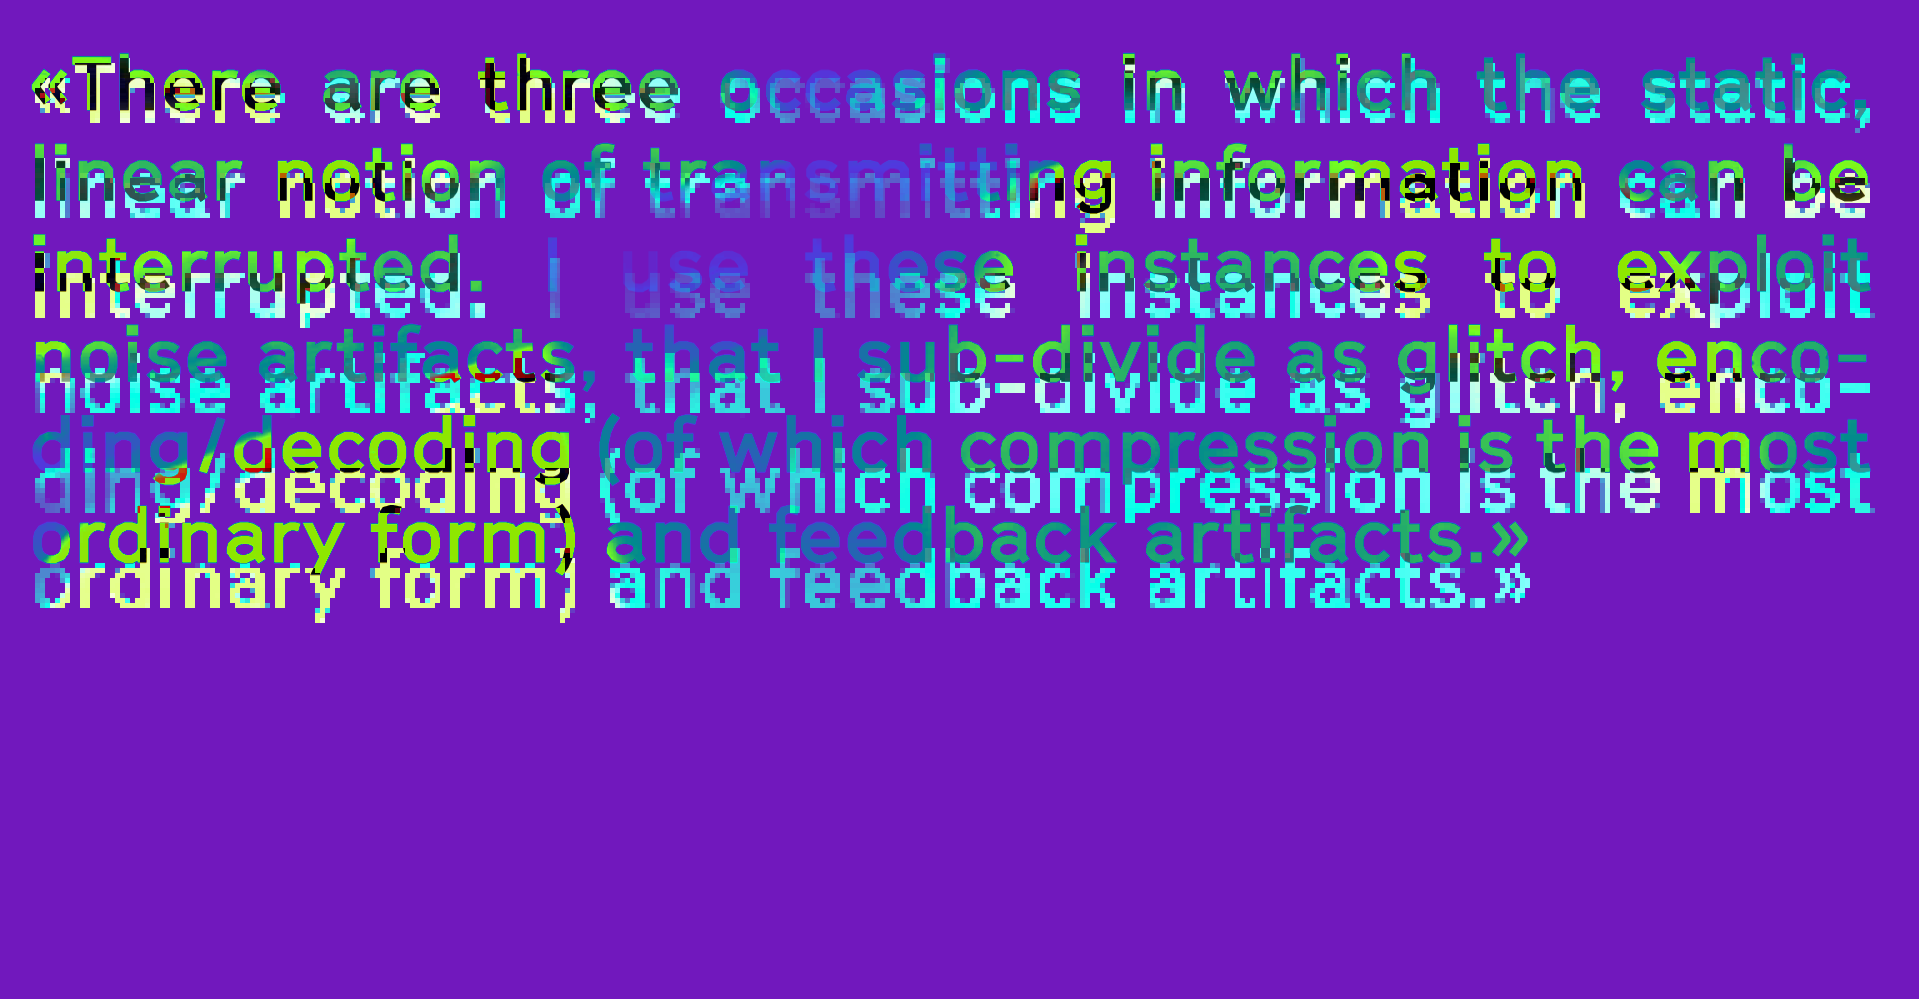 «There are three occasions in which the static,
linear notion of transmitting information can be
interrupted. I use these instances to exploit
noise artifacts, that I sub-divide as glitch, enco-
ding/decoding (of which compression is the most
ordinary form) and feedback artifacts.»